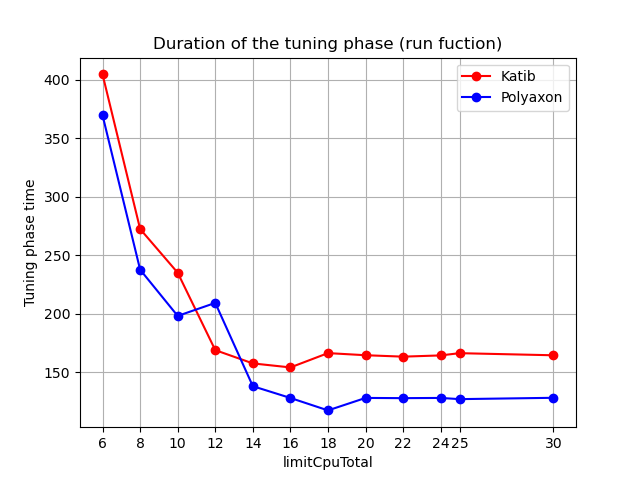 Duration of the tuning phase (run fuction)
Katib
Polyaxon
Tuning phase time
400
350
300
250
200
150
6 8 10 12 14 16 18 20 22 24 25 30
limitCpuTotal